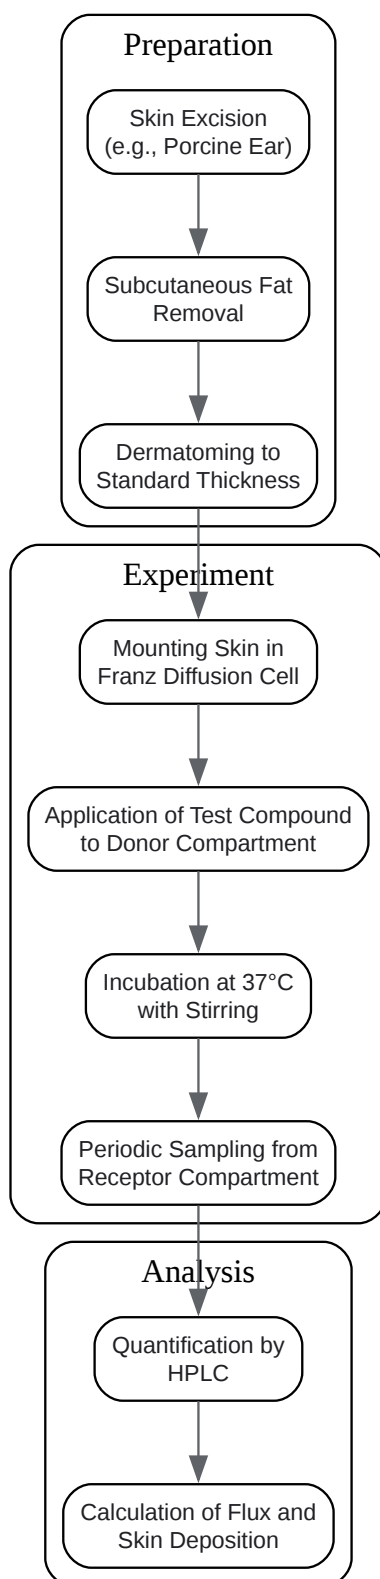 Preparation
Skin Excision
(e.g., Porcine Ear)
Subcutaneous Fat
Removal
Dermatoming to
Standard Thickness
Experiment
Mounting Skin in
Franz Diffusion Cell
Application of Test Compound
to Donor Compartment
Incubation at 37°C
with Stirring
Periodic Sampling from
Receptor Compartment
Analysis
Quantification by
HPLC
Calculation of Flux and
Skin Deposition